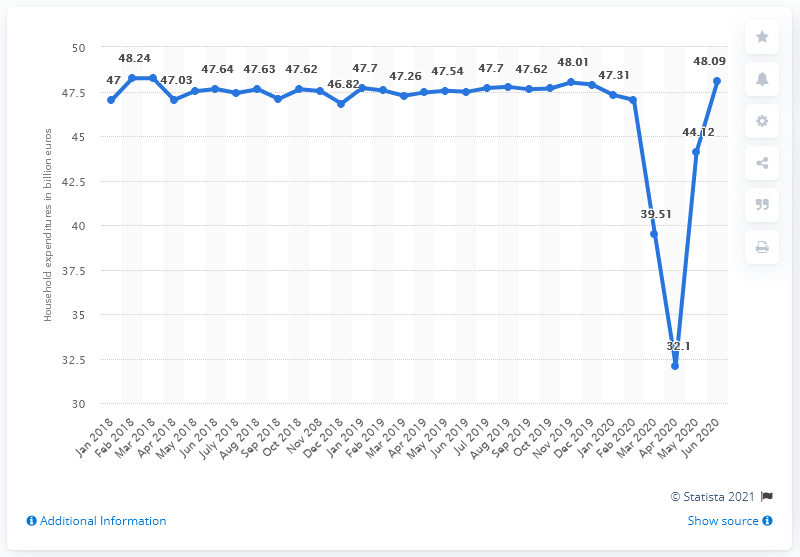 50
47.5
45
42.5
40
37.5
35
32.5
30
Household expenditures in billion euros
47
48.24
47.03
47.64
47.63
47.62
46.82
47.7
47.26
47.54
47.7
47.62
48.01
47.31
39.51
32.1
44.12
48.09
Jan 2018
Feb 2018
Mar 2018
Apr 2018
May 2018
Jun 2018
July 2018
Aug 2018
Sep 2018
Oct 2018
Nov 208
Dec 2018
Jan 2019
Feb 2019
Mar 2019
Apr 2019
May 2019
Jun 2019
Jul 2019
Aug 2019
Sep 2019
Oct 2019
Nov 2019
Dec 2019
Jan 2020
Feb 2020
Mar 2020
Apr 2020
May 2020
Jun 2020
© Statista 2021
Additional Information
Show source